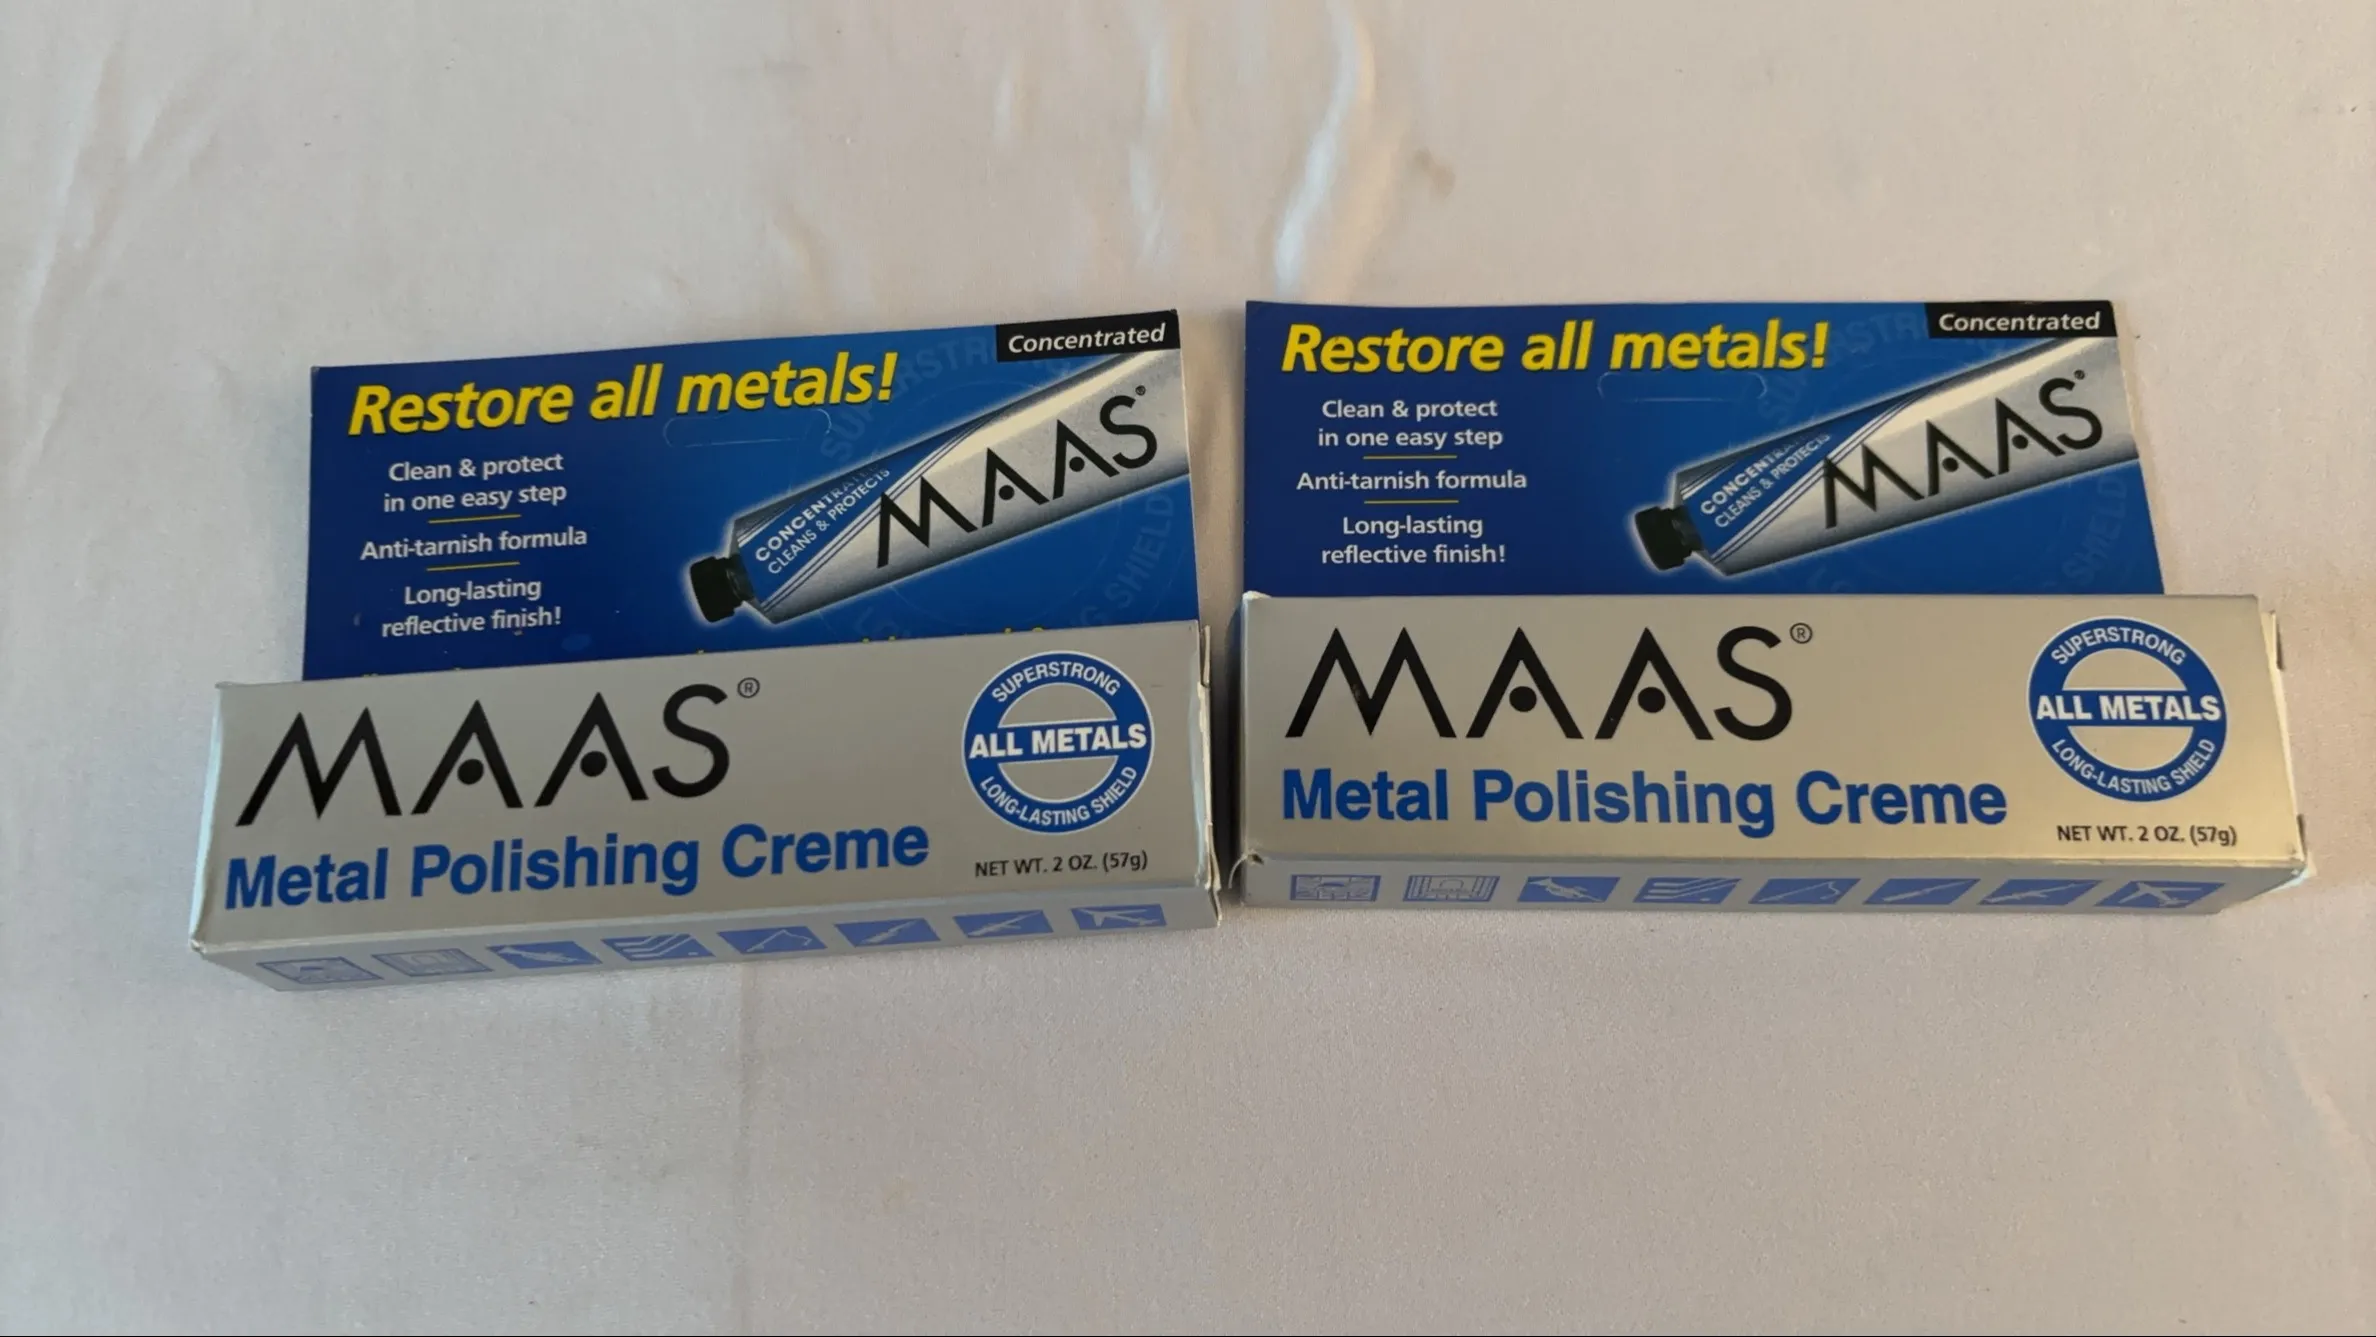 Restore all metals!
Concentrated
Clean & protect
in one easy step
Anti-tarnish formula
Long-lasting
reflective finish!
CLEANS & PROTECTS
MAAS®
SHIELD
MAAS®
Metal Polishing Creme
SUPERSTRONG
ALL METALS
LONG-LASTING SHIELD
NET WT. 2 OZ. (57g)
Restore all metals!
Concentrated
Clean & protect
in one easy step
Anti-tarnish formula
Long-lasting
reflective finish!
CLEANS & PROTECTS
MAAS®
SHIELD
MAAS®
Metal Polishing Creme
SUPERSTRONG
ALL METALS
LONG-LASTING SHIELD
NET WT. 2 OZ. (57g)